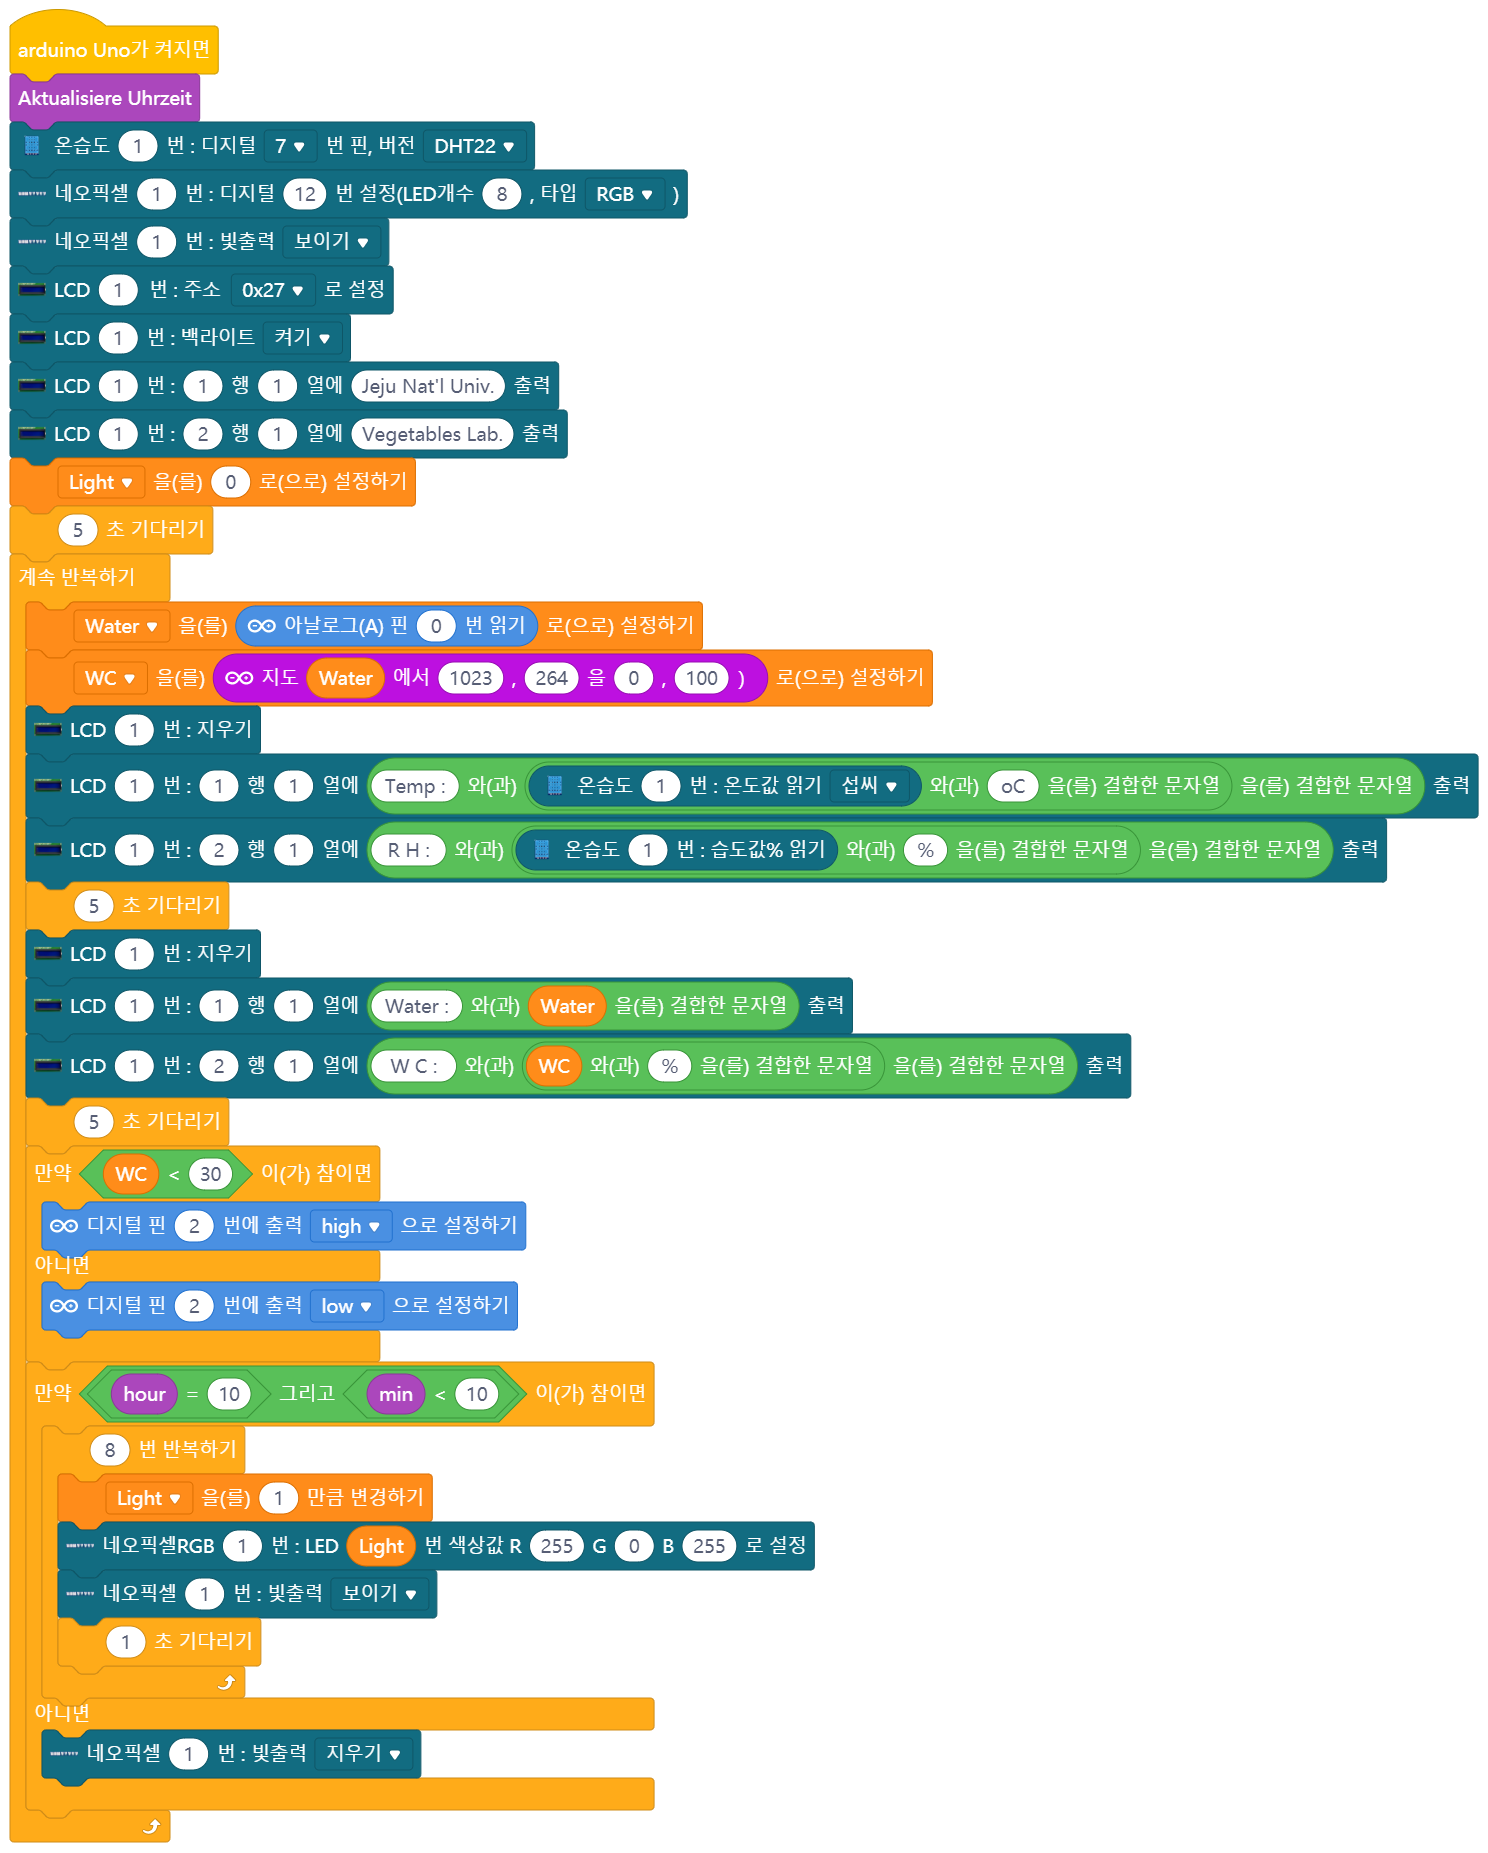 arduino Uno가 켜지면
Aktualisiere Uhrzeit
온습도 1 번 : 디지털 7 번 핀, 버전 DHT22
네오픽셀 1 번 : 디지털 12 번 설정(LED개수 8 , 타입 RGB )
네오픽셀 1 번 : 빛출력 보이기
LCD 1 번 : 주소 0x27 로 설정
LCD 1 번 : 백라이트 켜기
LCD 1 번 : 1 행 1 열에 Jeju Nat'l Univ. 출력
LCD 1 번 : 2 행 1 열에 Vegetables Lab. 출력
Light 을(를) 0 로(으로) 설정하기
5 초 기다리기
계속 반복하기
Water 을(를) 아날로그(A) 핀 0 번 읽기 로(으로) 설정하기
WC 을(를) 지도 Water 에서 1023 , 264 을 0 , 100 ) 로(으로) 설정하기
LCD 1 번 : 지우기
LCD 1 번 : 1 행 1 열에 Temp : 와(과) 온습도 1 번 : 온도값 읽기 섭씨 와(과) oC 을(를) 결합한 문자열 을(를) 결합한 문자열 출력
LCD 1 번 : 2 행 1 열에 R H : 와(과) 온습도 1 번 : 습도값% 읽기 와(과) % 을(를) 결합한 문자열 을(를) 결합한 문자열 출력
5 초 기다리기
LCD 1 번 : 지우기
LCD 1 번 : 1 행 1 열에 Water : 와(과) Water 을(를) 결합한 문자열 출력
LCD 1 번 : 2 행 1 열에 W C : 와(과) WC 와(과) % 을(를) 결합한 문자열 을(를) 결합한 문자열 출력
5 초 기다리기
만약 WC < 30 이(가) 참이면
디지털 핀 2 번에 출력 high 으로 설정하기
아니면
디지털 핀 2 번에 출력 low 으로 설정하기
만약 hour = 10 그리고 min < 10 이(가) 참이면
8 번 반복하기
Light 을(를) 1 만큼 변경하기
네오픽셀RGB 1 번 : LED Light 번 색상값 R 255 G 0 B 255 로 설정
네오픽셀 1 번 : 빛출력 보이기
1 초 기다리기
아니면
네오픽셀 1 번 : 빛출력 지우기